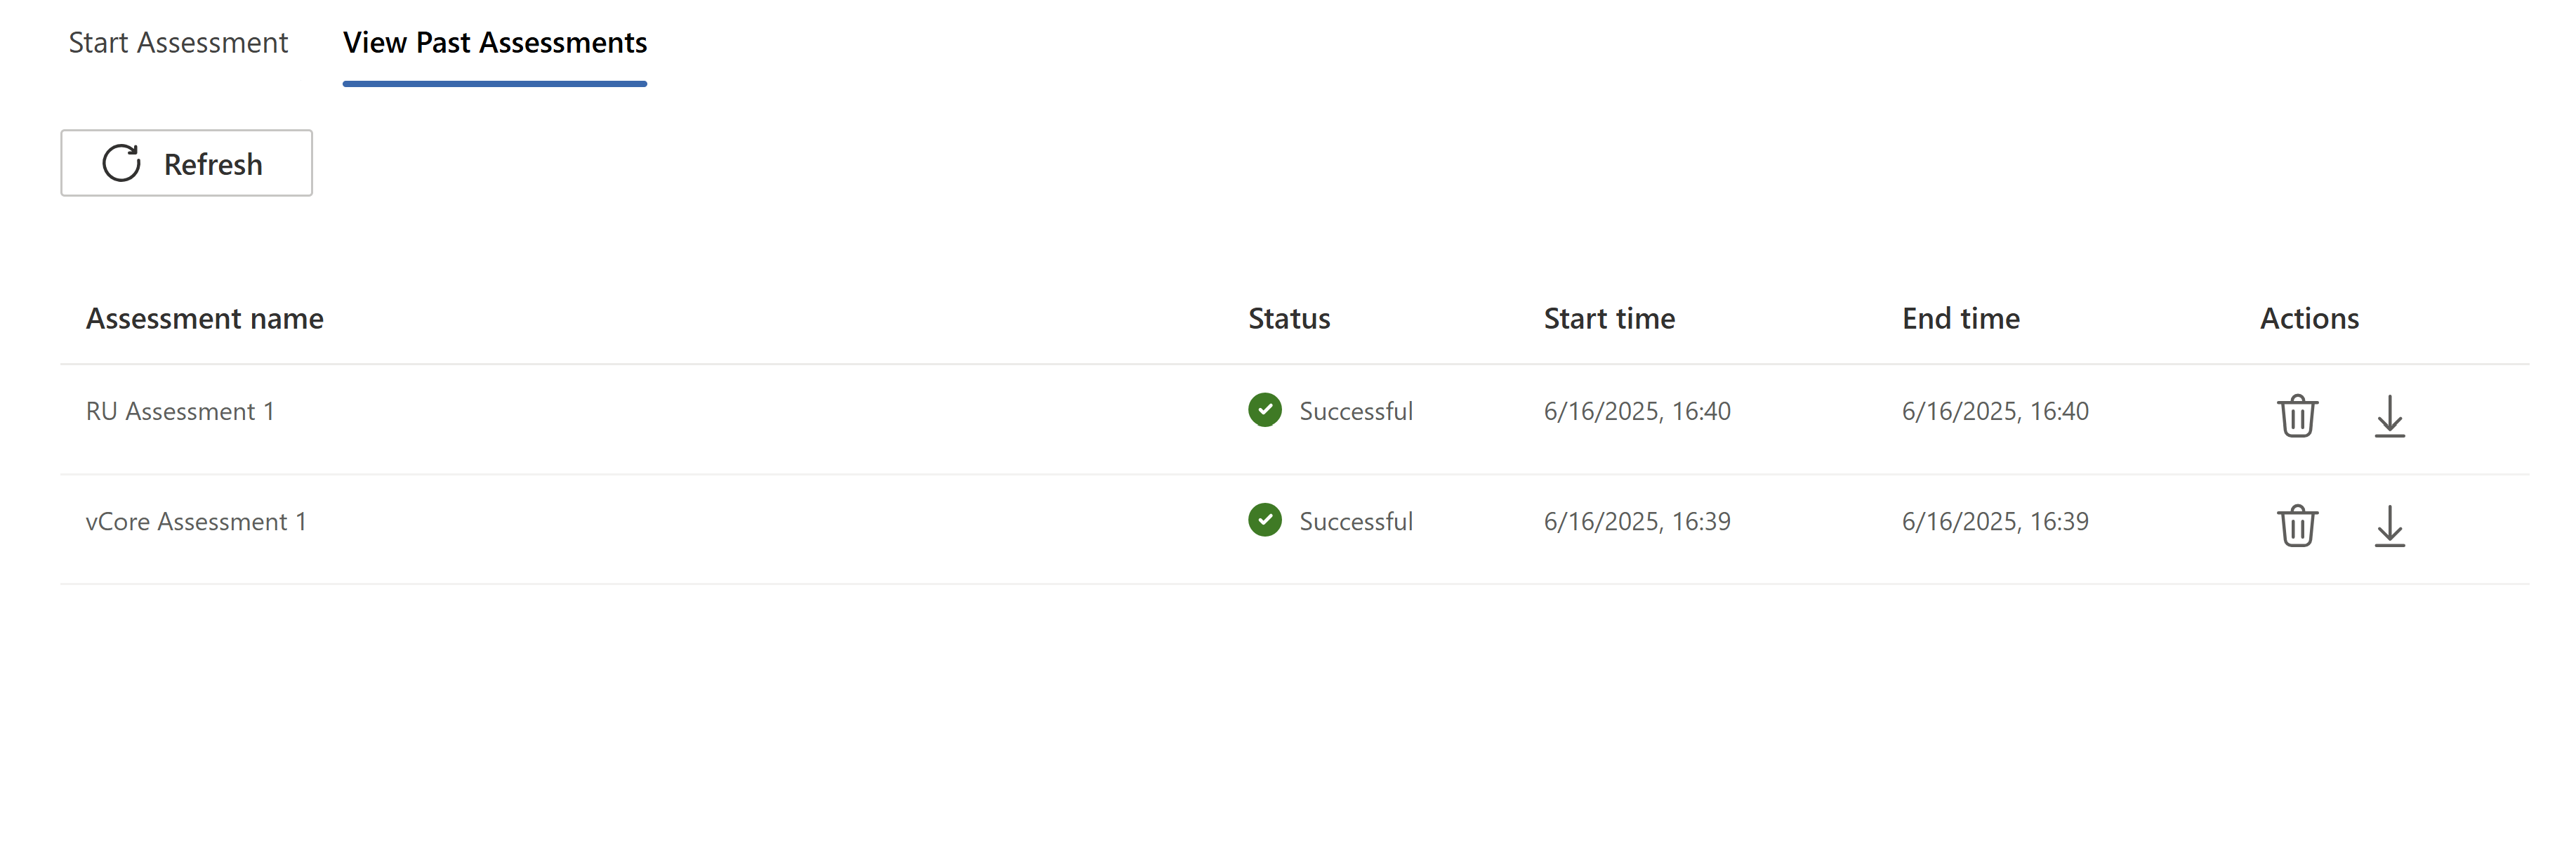 Start Assessment View Past Assessments
Refresh
Assessment name Status Start time End time Actions
RU Assessment 1 Successful 6/16/2025, 16:40 6/16/2025, 16:40
vCore Assessment 1 Successful 6/16/2025, 16:39 6/16/2025, 16:39